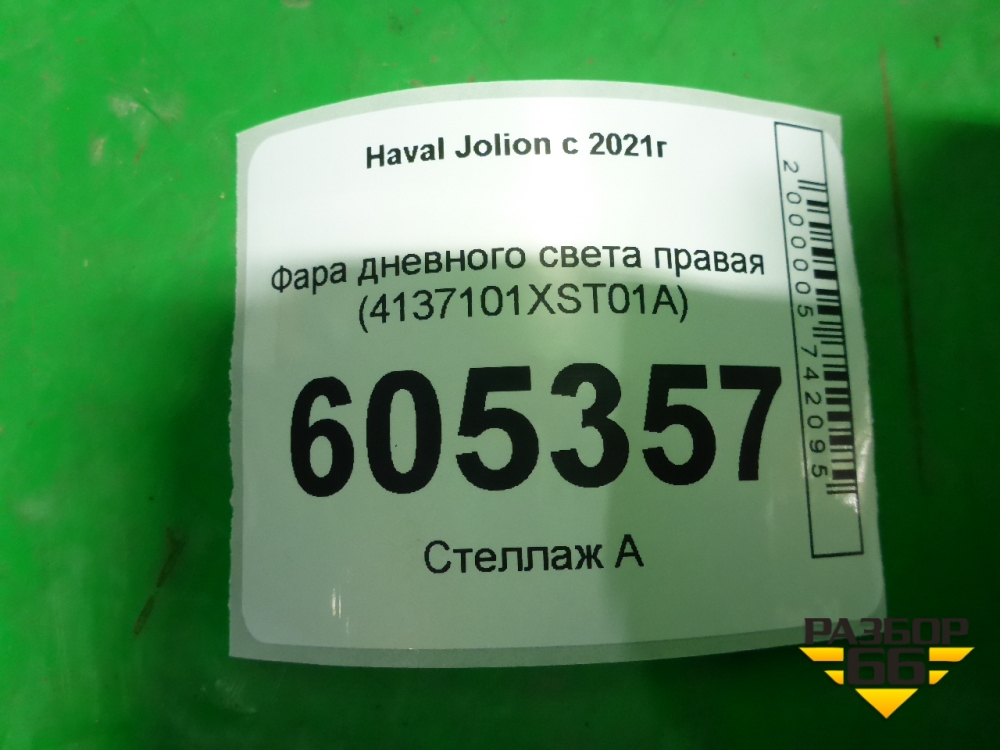 Haval Jolion с 2021г
Фара дневного света правая
(4137101XST01A)
605357
Стеллаж А
2000005742095
РАЗБОР
66